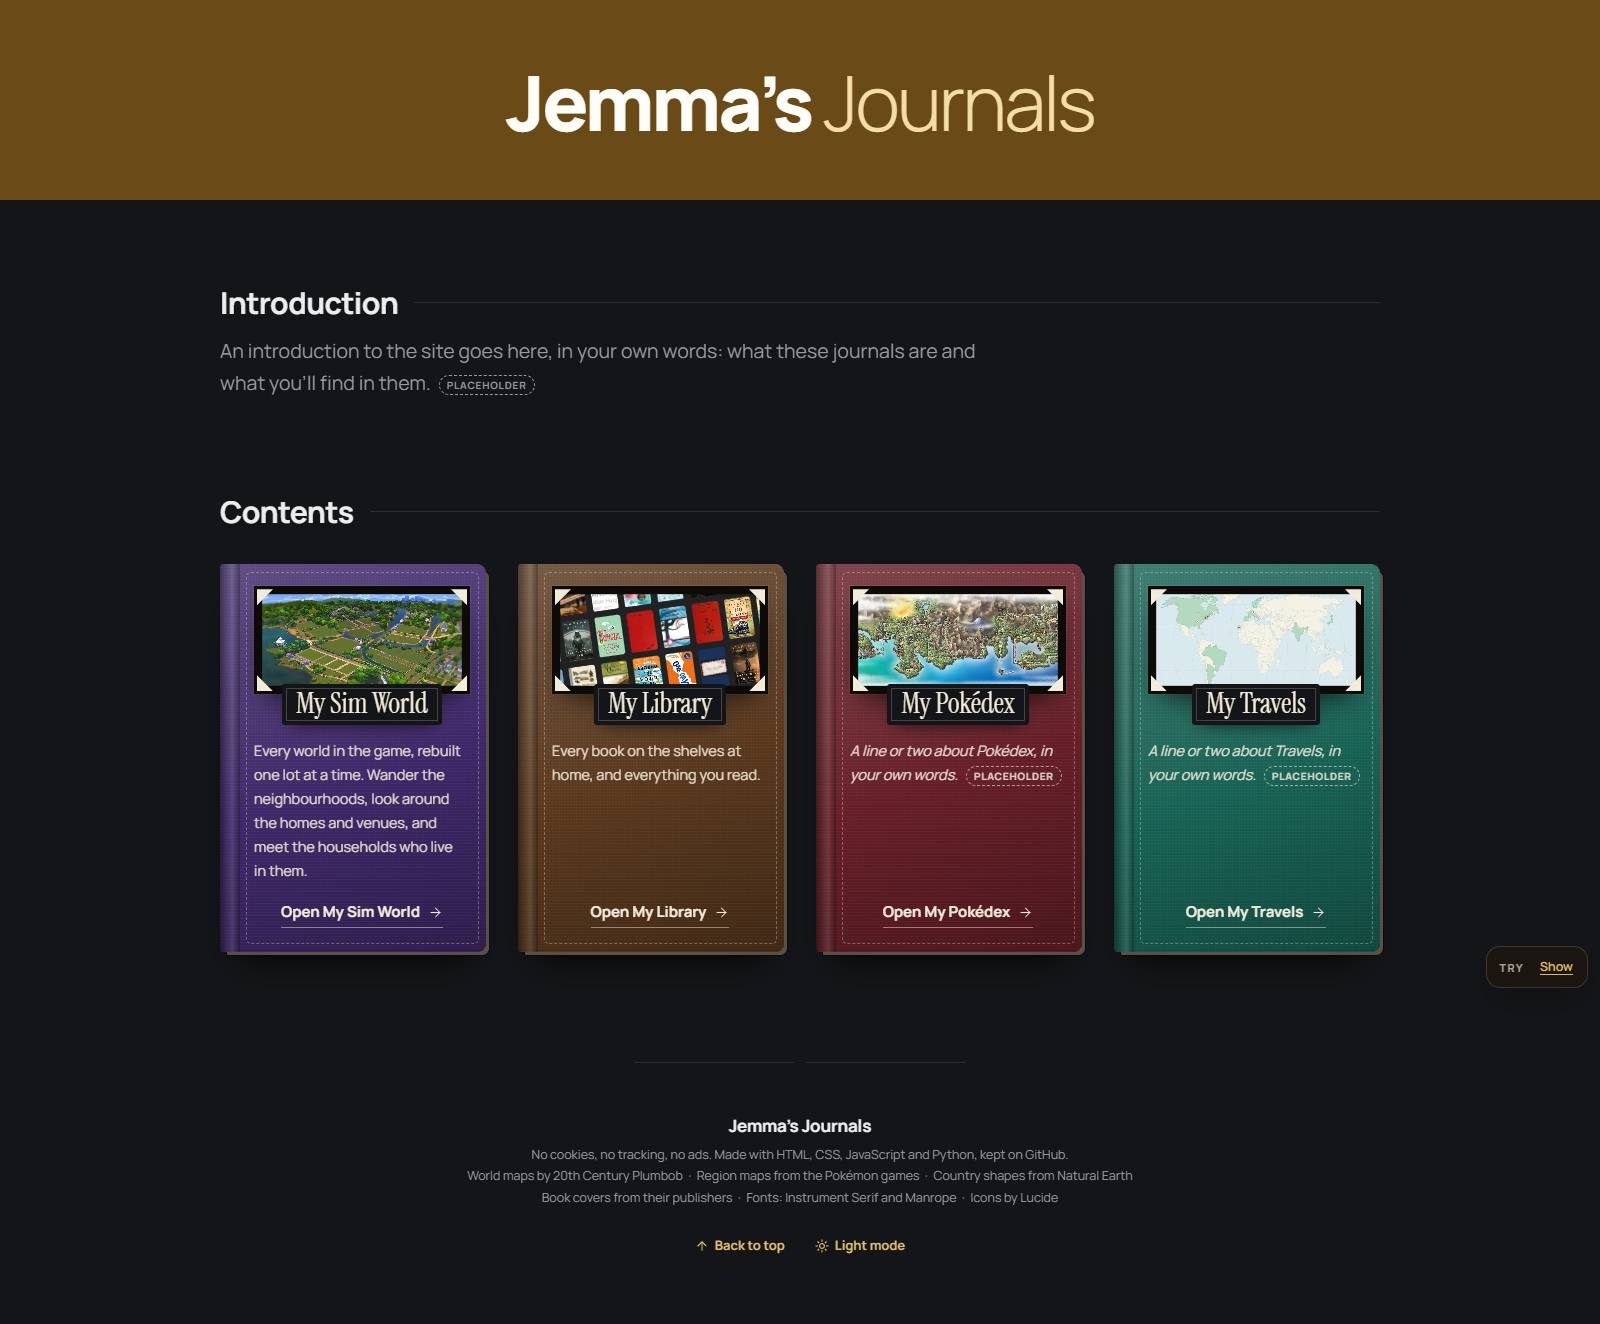 Jemma’s Journals
Introduction
An introduction to the site goes here, in your own words: what these journals are and
what you’ll find in them. PLACEHOLDER
Contents
My Sim World
Every world in the game, rebuilt
one lot at a time. Wander the
neighbourhoods, look around
the homes and venues, and
meet the households who live
in them.
Open My Sim World →
My Library
Every book on the shelves at
home, and everything you read.
Open My Library →
My Pokédex
A line or two about Pokédex, in
your own words. PLACEHOLDER
Open My Pokédex →
My Travels
A line or two about Travels, in
your own words. PLACEHOLDER
Open My Travels →
TRY Show
Jemma’s Journals
No cookies, no tracking, no ads. Made with HTML, CSS, JavaScript and Python, kept on GitHub.
World maps by 20th Century Plumbob · Region maps from the Pokémon games · Country shapes from Natural Earth
Book covers from their publishers · Fonts: Instrument Serif and Manrope · Icons by Lucide
↑ Back to top Light mode